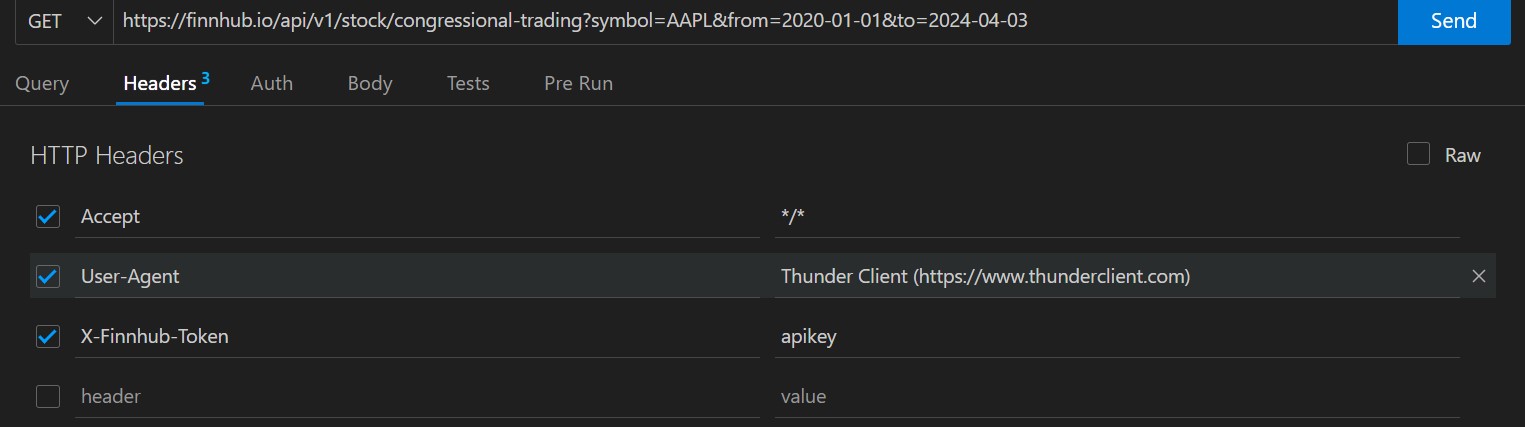 GET https://finnhub.io/api/v1/stock/congressional-trading?symbol=AAPL&from=2020-01-01&to=2024-04-03 Send
Query Headers 3 Auth Body Tests Pre Run
HTTP Headers Raw
Accept */*
User-Agent Thunder Client (https://www.thunderclient.com)
X-Finnhub-Token apikey
header value